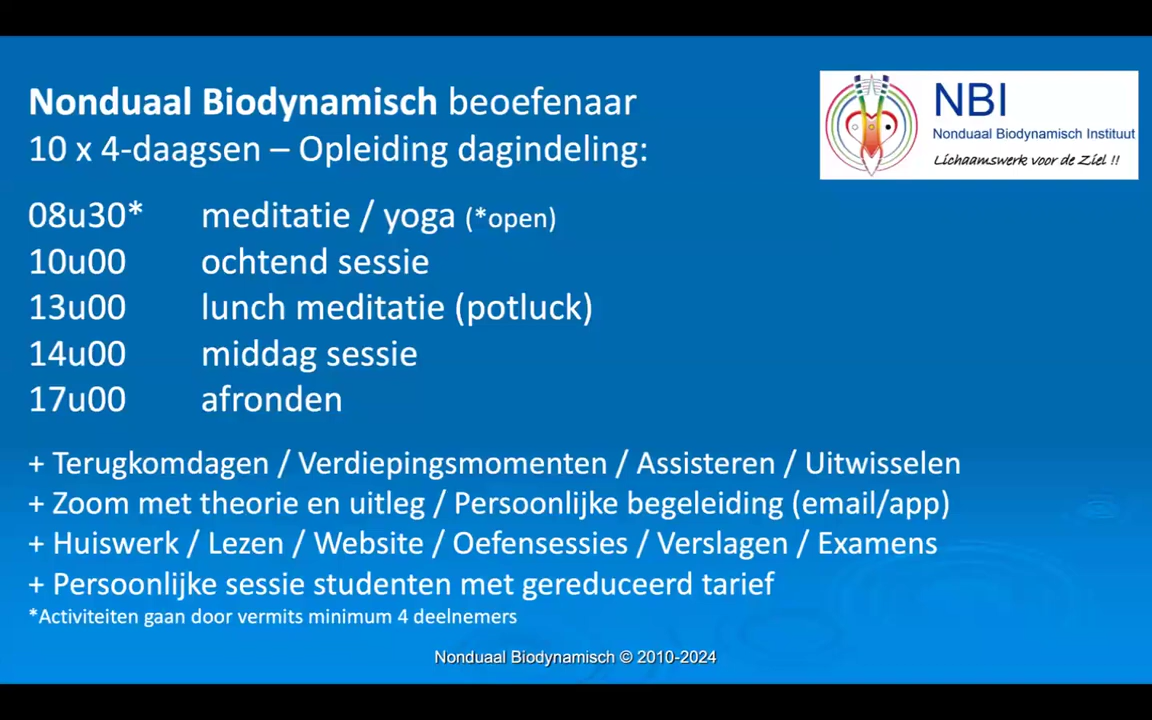 Nonduaal Biodynamisch beoefenaar
10 x 4-daagsen – Opleiding dagindeling:
NBI
Nonduaal Biodynamisch Instituut
Lichaamswerk voor de Ziel !!
08u30* meditatie / yoga (*open)
10u00 ochtend sessie
13u00 lunch meditatie (potluck)
14u00 middag sessie
17u00 afronden
+ Terugkomdagen / Verdiepingsmomenten / Assisteren / Uitwisselen
+ Zoom met theorie en uitleg / Persoonlijke begeleiding (email/app)
+ Huiswerk / Lezen / Website / Oefensessies / Verslagen / Examens
+ Persoonlijke sessie studenten met gereduceerd tarief
*Activiteiten gaan door vermits minimum 4 deelnemers
Nonduaal Biodynamisch © 2010-2024